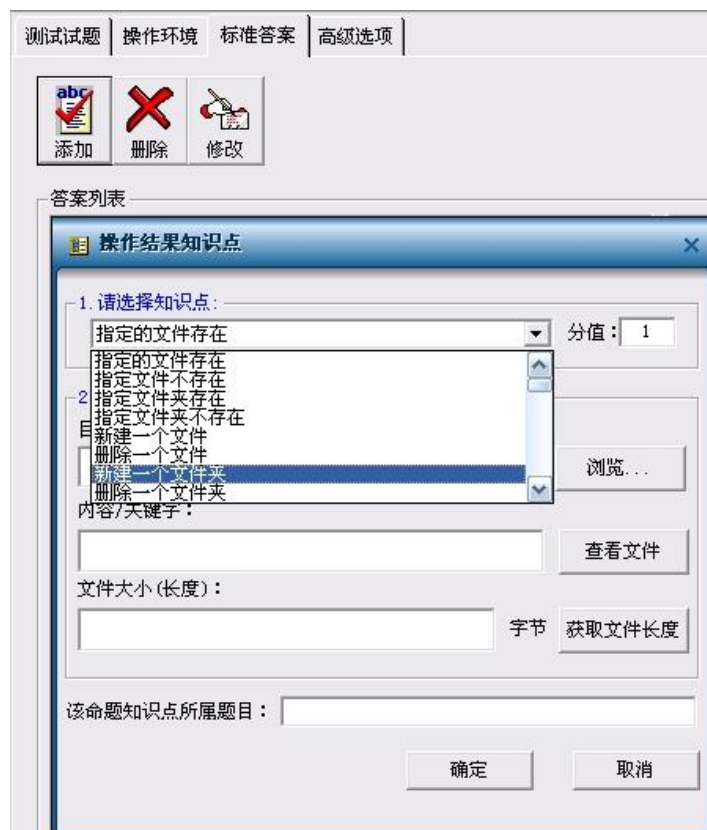 测试试题 操作环境 标准答案 高级选项
abc
添加 删除 修改
答案列表
操作结果知识点
1.请选择知识点:
指定的文件存在 分值: 1
指定的文件存在
指定文件不存在
指定文件夹存在
2
指定文件夹不存在
新建一个文件
删除一个文件
新建一个文件夹 浏览...
删除一个文件夹
内容/关键字:
查看文件
文件大小(长度):
字节 获取文件长度
该命题知识点所属题目:
确定 取消